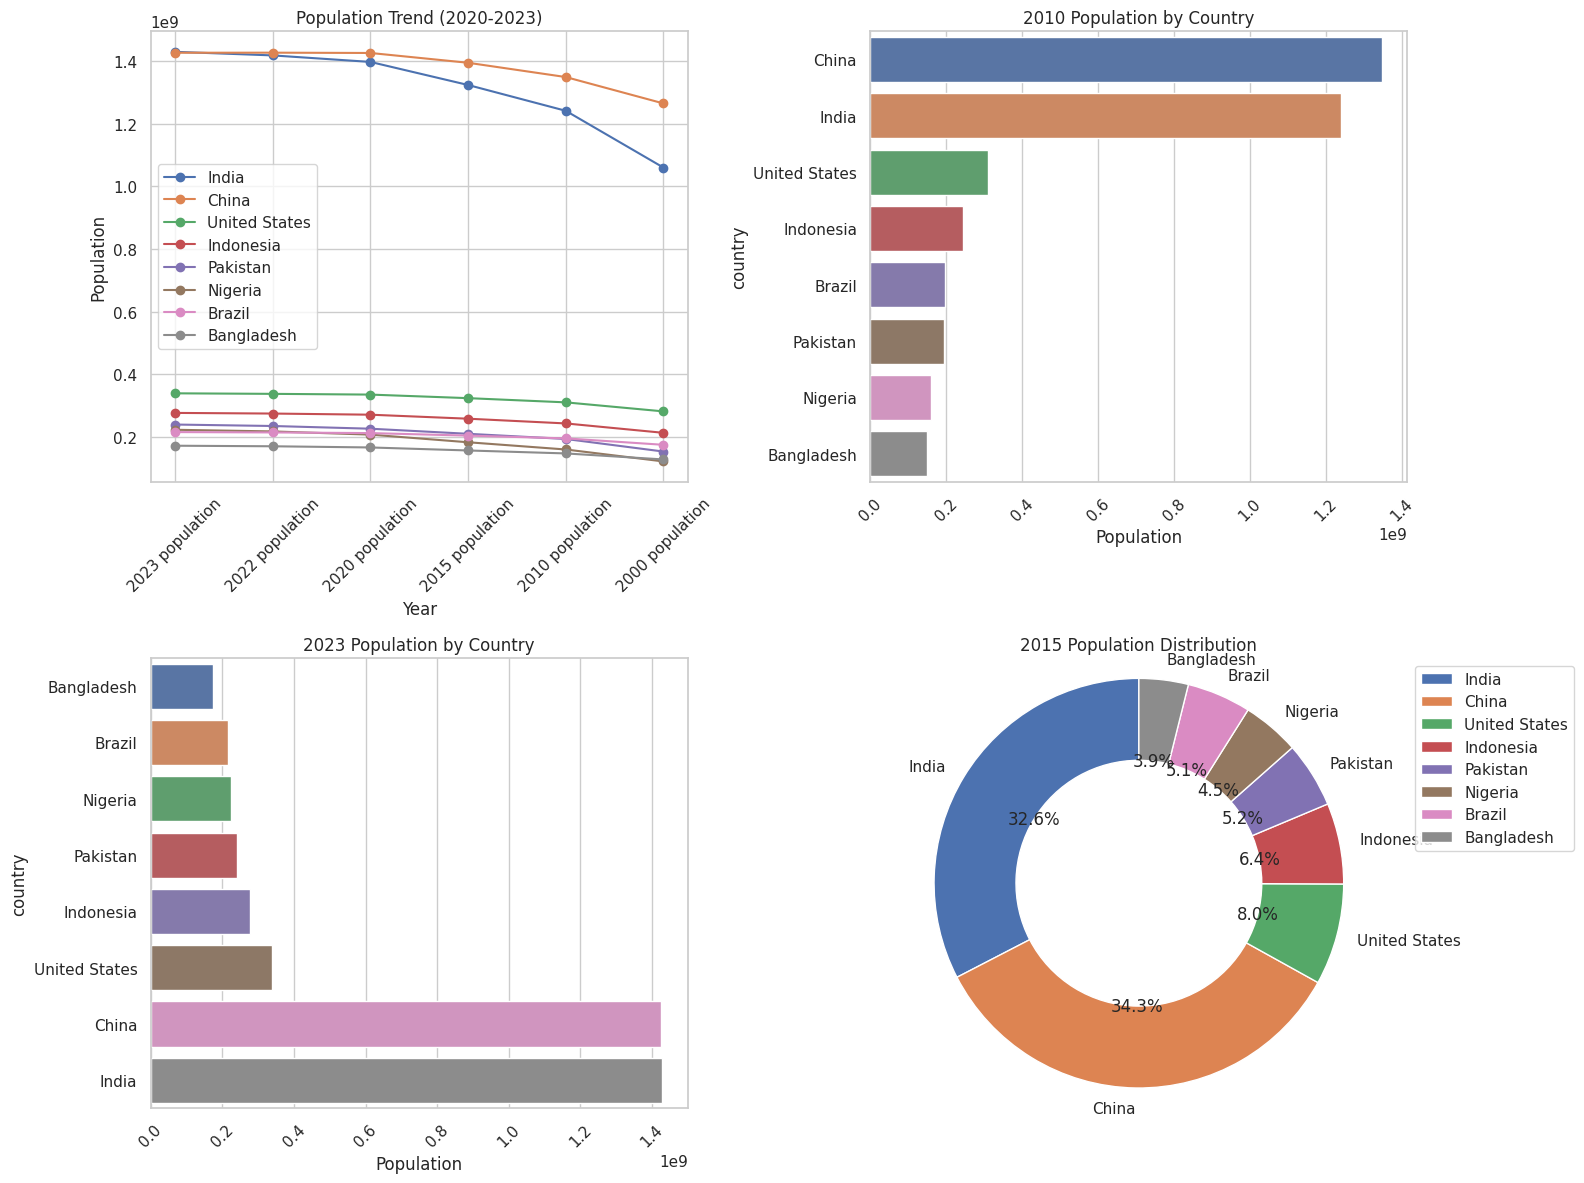 Population Trend (2020-2023)
1e9
1.4
1.2
1.0
0.8
0.6
0.4
0.2
Population
India
China
United States
Indonesia
Pakistan
Nigeria
Brazil
Bangladesh
2023 population
2022 population
2020 population
2015 population
2010 population
2000 population
Year
2010 Population by Country
China
India
United States
Indonesia
Brazil
Pakistan
Nigeria
Bangladesh
country
0.0
0.2
0.4
0.6
0.8
1.0
1.2
1.4
Population
1e9
2023 Population by Country
Bangladesh
Brazil
Nigeria
Pakistan
Indonesia
United States
China
India
country
0.0
0.2
0.4
0.6
0.8
1.0
1.2
1.4
Population
1e9
2015 Population Distribution
Bangladesh
Brazil
Nigeria
Pakistan
Indonesia
United States
China
India
3.9%
5.1%
4.5%
5.2%
6.4%
8.0%
34.3%
32.6%
India
China
United States
Indonesia
Pakistan
Nigeria
Brazil
Bangladesh